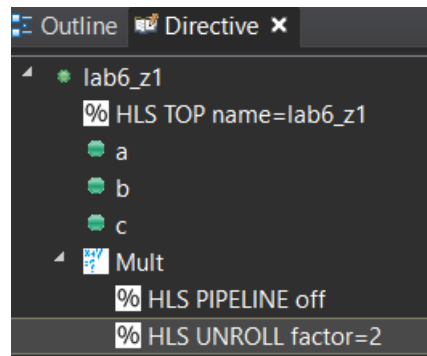 Outline Directive
lab6_z1
% HLS TOP name=lab6_z1
a
b
c
Mult
% HLS PIPELINE off
% HLS UNROLL factor=2